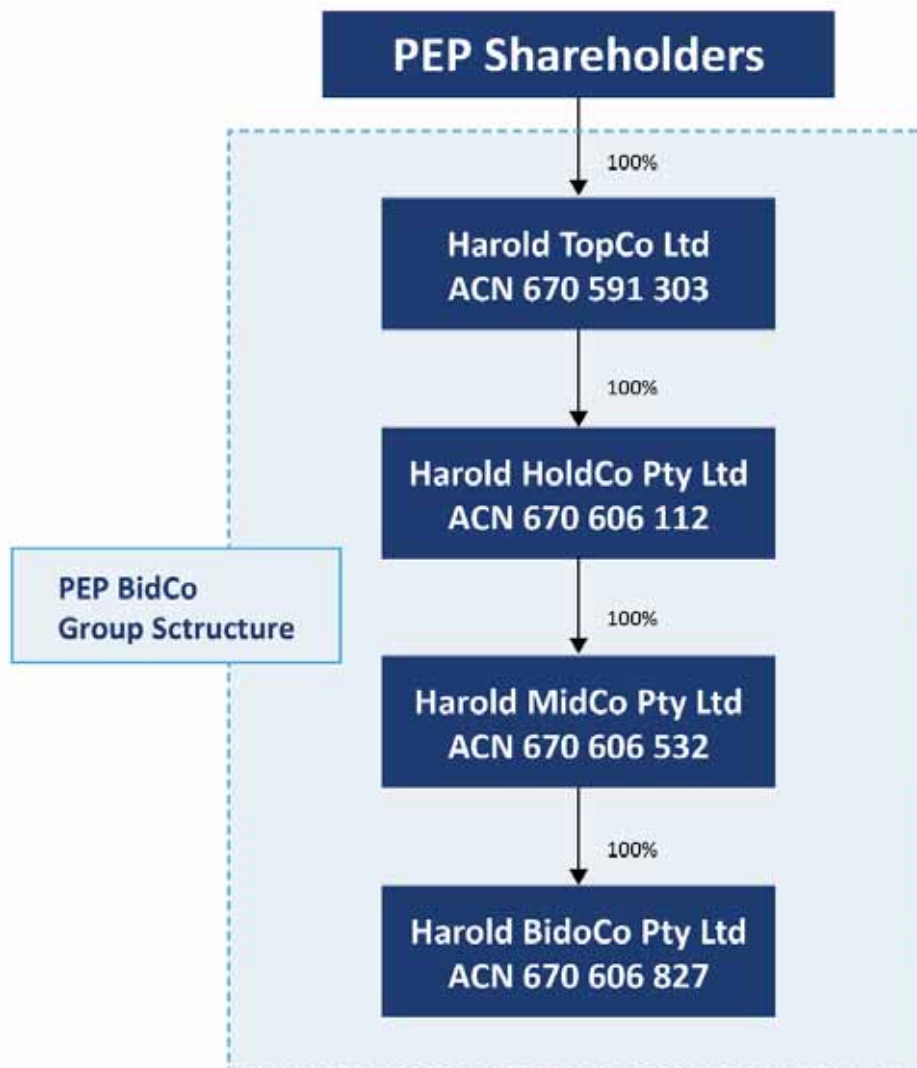 PEP Shareholders
100%
Harold TopCo Ltd
ACN 670 591 303
100%
Harold HoldCo Pty Ltd
ACN 670 606 112
PEP BidCo
Group Sctructure
100%
Harold MidCo Pty Ltd
ACN 670 606 532
100%
Harold BidoCo Pty Ltd
ACN 670 606 827